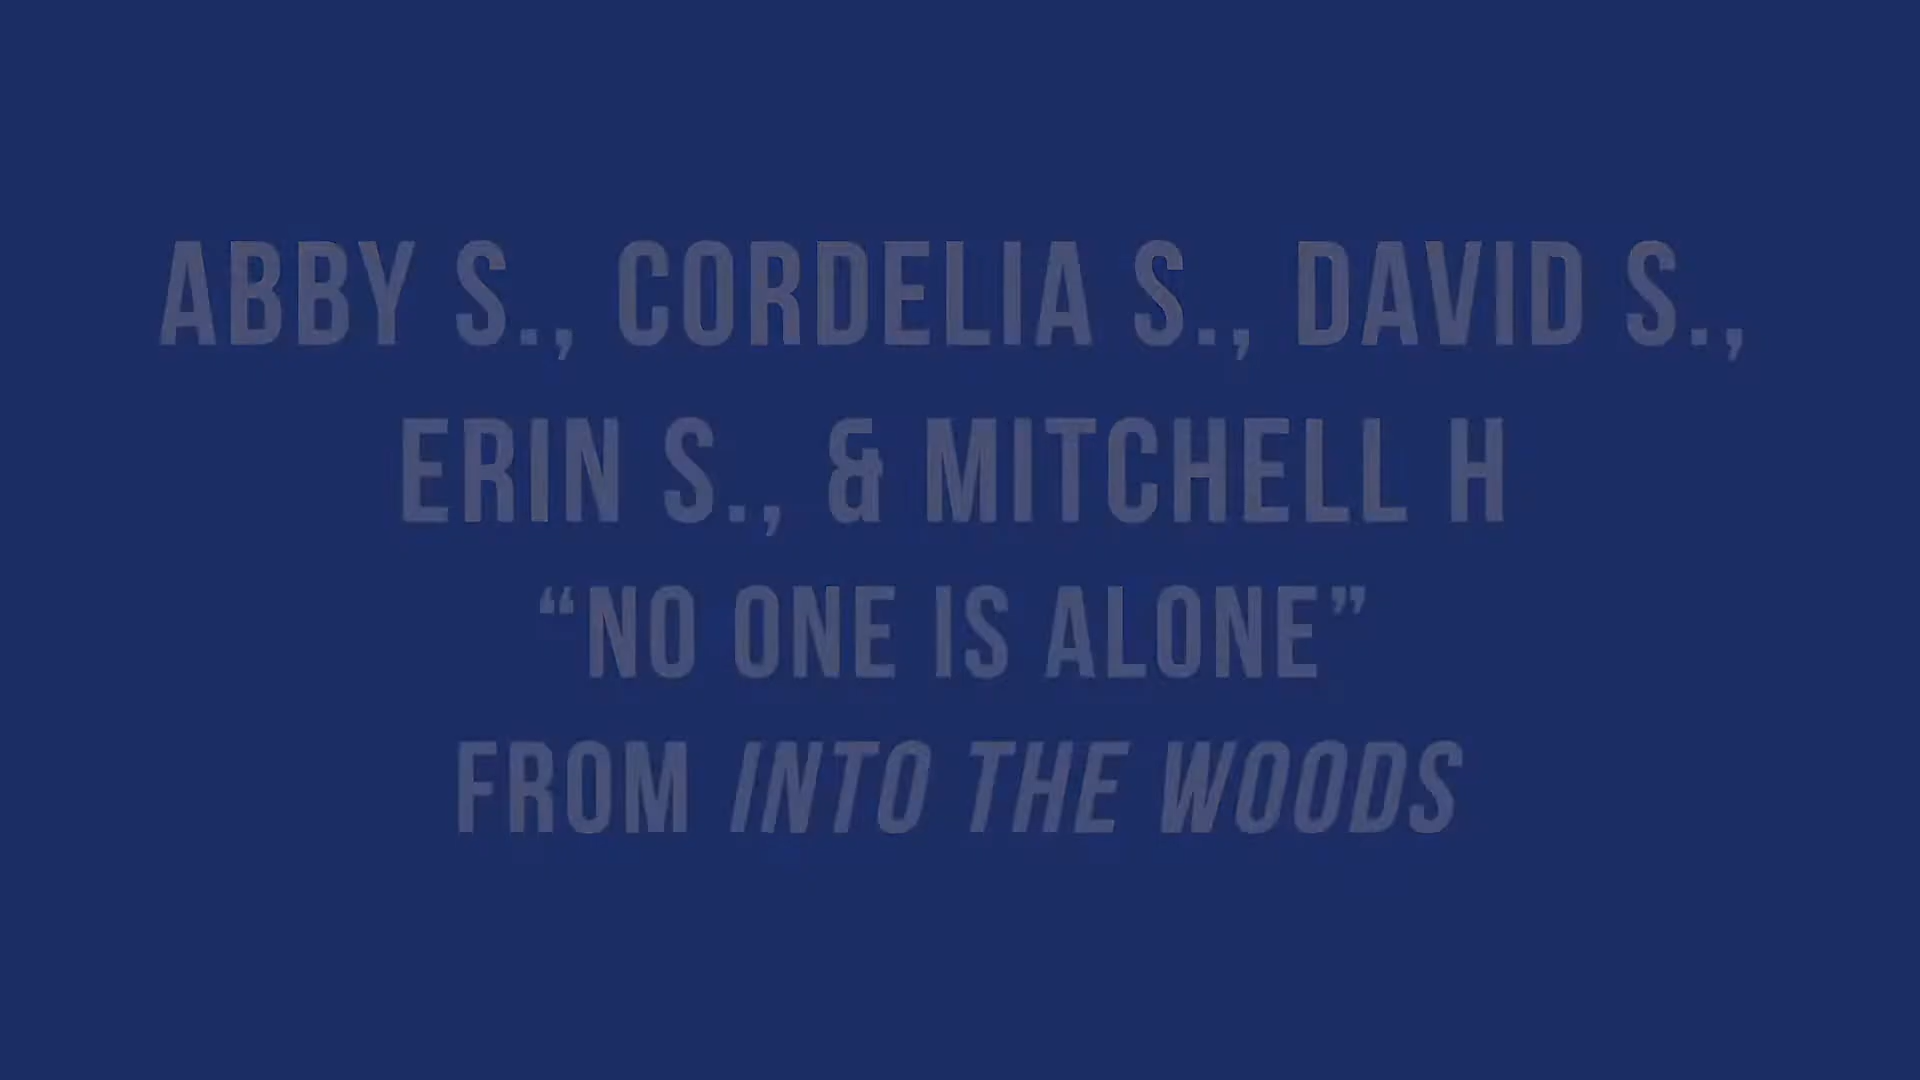 ABBY S., CORDELIA S., DAVID S.,
ERIN S., & MITCHELL H
“NO ONE IS ALONE”
FROM INTO THE WOODS